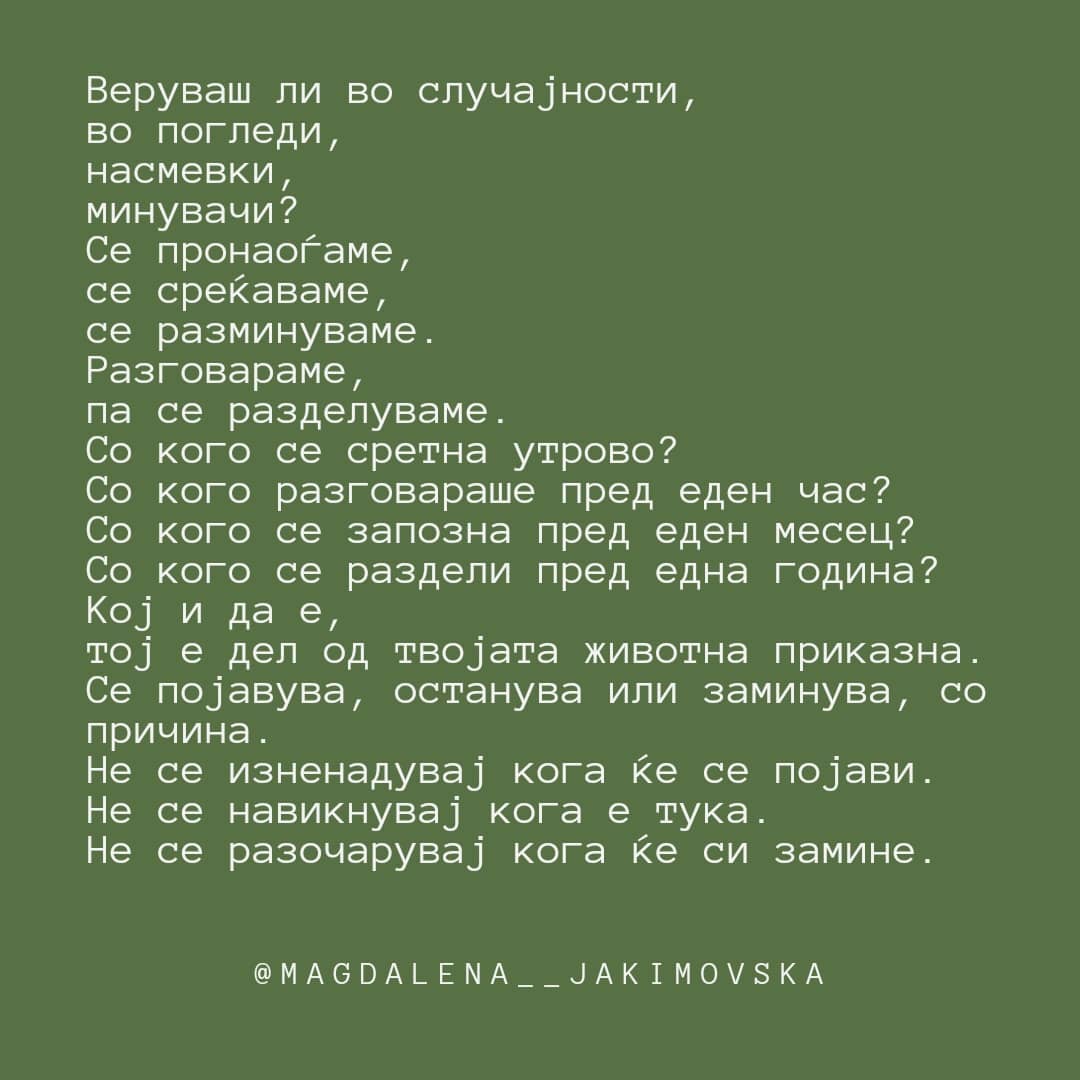 Веруваш ли во случајности,
во погледи,
насмевки,
минувачи?
Се пронаоѓаме,
се среќаваме,
се разминуваме.
Разговараме,
па се разделуваме.
Со кого се сретна утрово?
Со кого разговараше пред еден час?
Со кого се запозна пред еден месец?
Со кого се раздели пред една година?
Кој и да е,
тој е дел од твојата животна приказна.
Се појавува, останува или заминува, со
причина.
Не се изненадувај кога ќе се појави.
Не се навикнувај кога е тука.
Не се разочарувај кога ќе си замине.
@MAGDALENA__JAKIMOVSKA